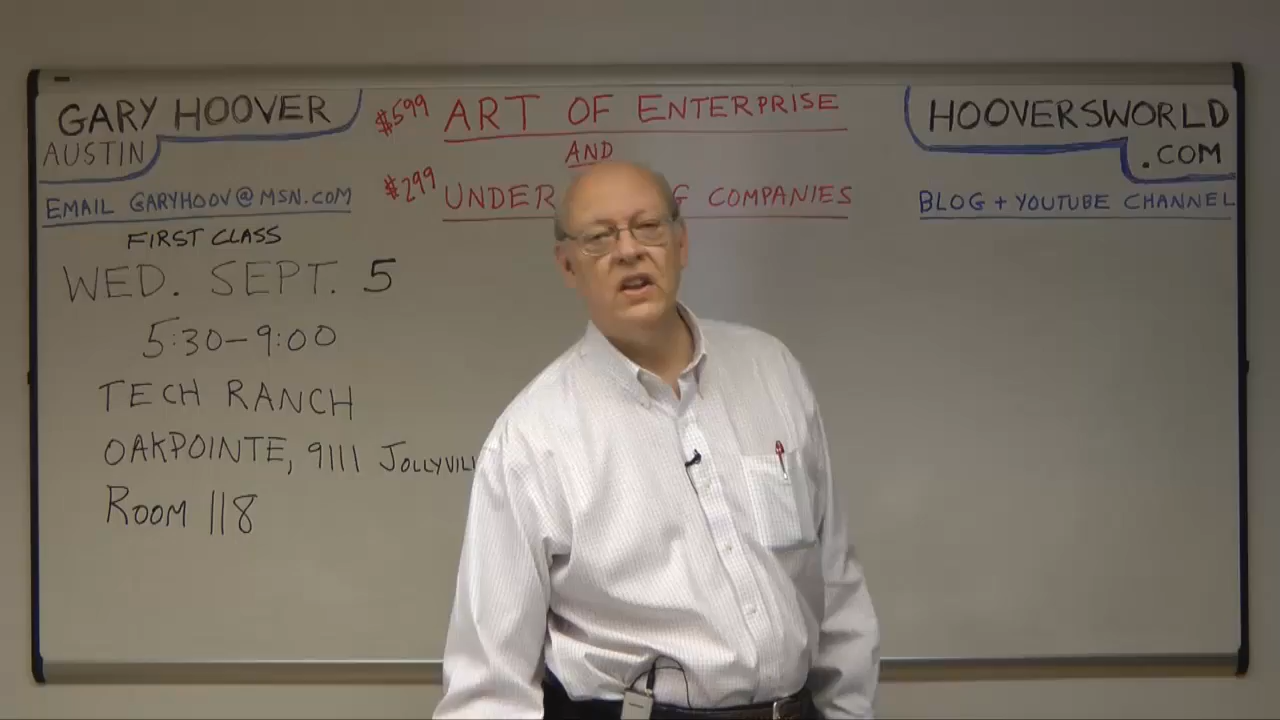 GARY HOOVER
AUSTIN
EMAIL GARYHOOV@MSN.COM
FIRST CLASS
WED. SEPT. 5
5:30-9:00
TECH RANCH
OAKPOINTE, 9111 JOLLYVIL
ROOM 118
$599 ART OF ENTERPRISE
AND
$299 UNDER G COMPANIES
HOOVERSWORLD
.COM
BLOG + YOUTUBE CHANNEL